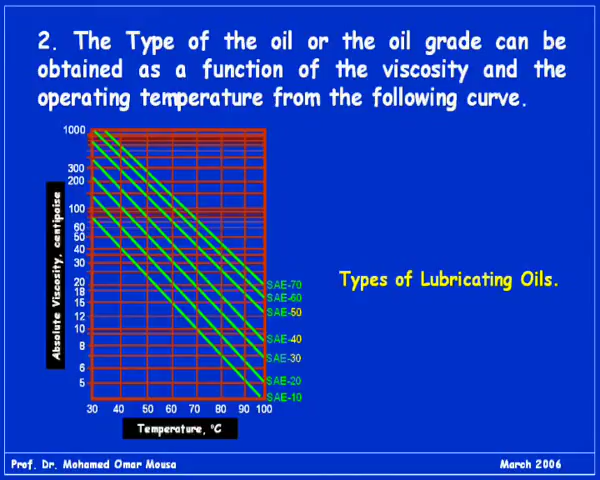 2. The Type of the oil or the oil grade can be
obtained as a function of the viscosity and the
operating temperature from the following curve.
1000
300
200
100
60
50
40
30
20
18
15
12
10
8
6
5
Absolute Viscosity, centipoise
SAE-70
SAE-60
SAE-50
SAE-40
SAE-30
SAE-20
SAE-10
30 40 50 60 70 80 90 100
Temperature, °C
Types of Lubricating Oils.
Prof. Dr. Mohamed Omar Mousa
March 2006